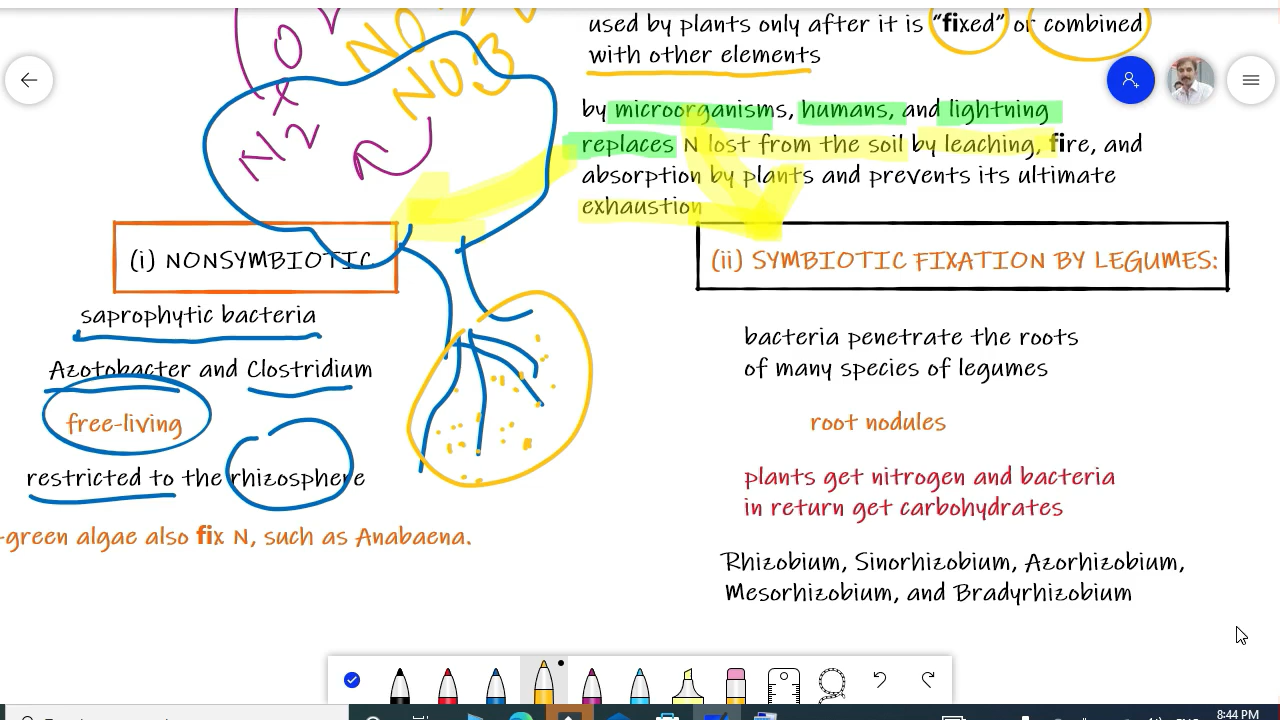 used by plants only after it is “fixed” or combined
with other elements
by microorganisms, humans, and lightning
replaces N lost from the soil by leaching, fire, and
absorption by plants and prevents its ultimate
exhaustion
NO
NO3
N2 + O
(i) NONSYMBIOTIC
saprophytic bacteria
Azotobacter and Clostridium
free-living
restricted to the rhizosphere
-green algae also fix N, such as Anabaena.
(ii) SYMBIOTIC FIXATION BY LEGUMES:
bacteria penetrate the roots
of many species of legumes
root nodules
plants get nitrogen and bacteria
in return get carbohydrates
Rhizobium, Sinorhizobium, Azorhizobium,
Mesorhizobium, and Bradyrhizobium
8:44 PM